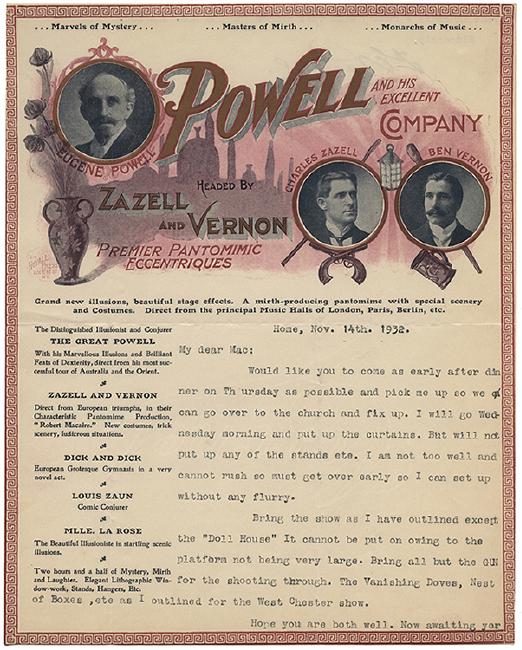 ...Marvels of Mystery...
...Masters of Mirth...
...Monarchs of Music...
POWELL
AND HIS
EXCELLENT
COMPANY
EUGENE POWELL
HEADED BY
ZAZELL
AND VERNON
PREMIER PANTOMIMIC
ECCENTRIQUES
CHARLES ZAZELL
BEN VERNON
Grand new illusions, beautiful stage effects. A mirth-producing pantomime with special scenery
and Costumes. Direct from the principal Music Halls of London, Paris, Berlin, etc.
The Distinguished Illusionist and Conjurer
THE GREAT POWELL
With his Marvellous Illusions and Brilliant
Feats of Dexterity, direct from his most suc-
cessful tour of Australia and the Orient.
ZAZELL AND VERNON
Direct from European triumphs, in their
Characteristic Pantomime Production,
"Robert Macaire." New costumes, trick
scenery, ludicrous situations.
DICK AND DICK
European Grotesque Gymnasts in a very
novel act.
LOUIS ZAUN
Comic Conjurer
MLLE. LA ROSE
The Beautiful Illusioniste in startling scenic
illusions.
Two hours and a half of Mystery, Mirth
and Laughter. Elegant Lithographic Win-
dow-work, Stands, Hangers, Etc.
Home, Nov. 14th. 1932.
My dear Mac:
Would like you to come as early after din
ner on Th ursday as possible and pick me up so we
can go over to the church and fix up. I will go Wed-
nesday morning and put up the curtains. But will not
put up any of the stands ete. I am not too well and
cannot rush so must get over early so I can set up
without any flurry.
Bring the show as I have outlined except
the "Doll House" It cannot be put on owing to the
platform not being very large. Bring all but the GUN
for the shooting through. The Vanishing Doves, Nest
of Boxes ,etc as I outlined for the West Chester show.
Hope you are both well. Now awaiting yor